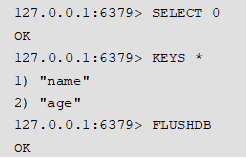 127.0.0.1:6379> SELECT 0
OK
127.0.0.1:6379> KEYS *
1) "name"
2) "age"
127.0.0.1:6379> FLUSHDB
OK